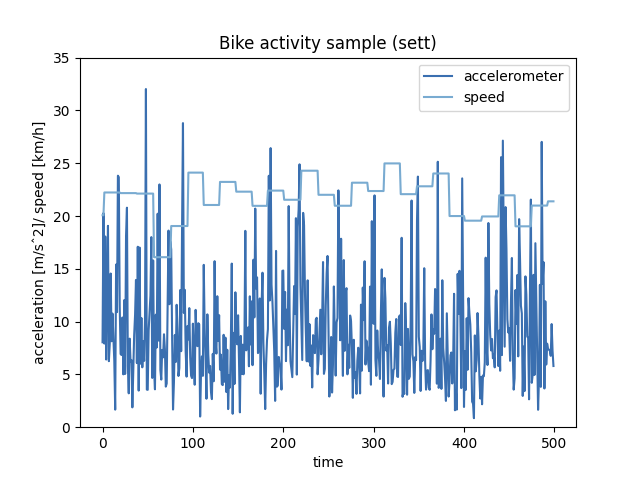 Bike activity sample (sett)
accelerometer
speed
acceleration [m/s^2]/ speed [km/h]
35
30
25
20
15
10
5
0
0 100 200 300 400 500
time